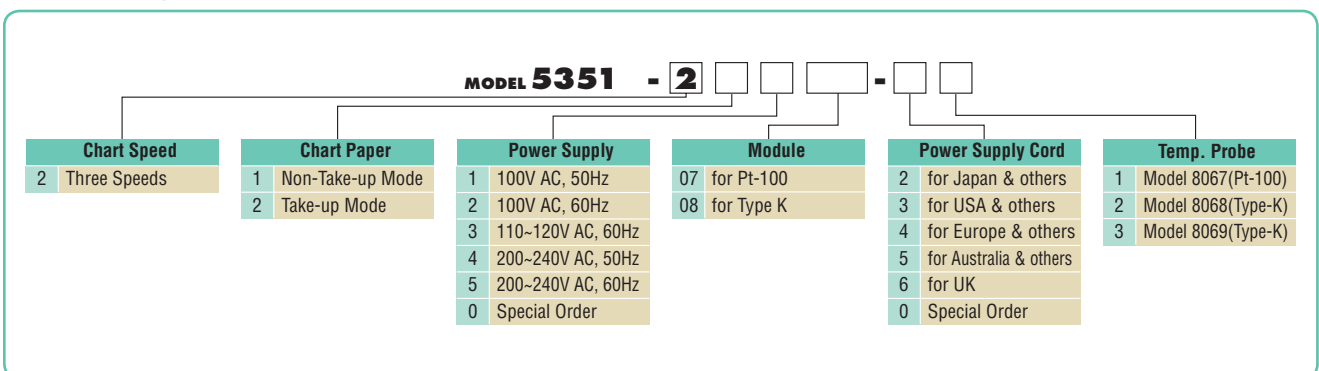 MODEL 5351 - 2 -
Chart Speed
2 Three Speeds
Chart Paper
1 Non-Take-up Mode
2 Take-up Mode
Power Supply
1 100V AC, 50Hz
2 100V AC, 60Hz
3 110~120V AC, 60Hz
4 200~240V AC, 50Hz
5 200~240V AC, 60Hz
0 Special Order
Module
07 for Pt-100
08 for Type K
Power Supply Cord
2 for Japan & others
3 for USA & others
4 for Europe & others
5 for Australia & others
6 for UK
0 Special Order
Temp. Probe
1 Model 8067(Pt-100)
2 Model 8068(Type-K)
3 Model 8069(Type-K)